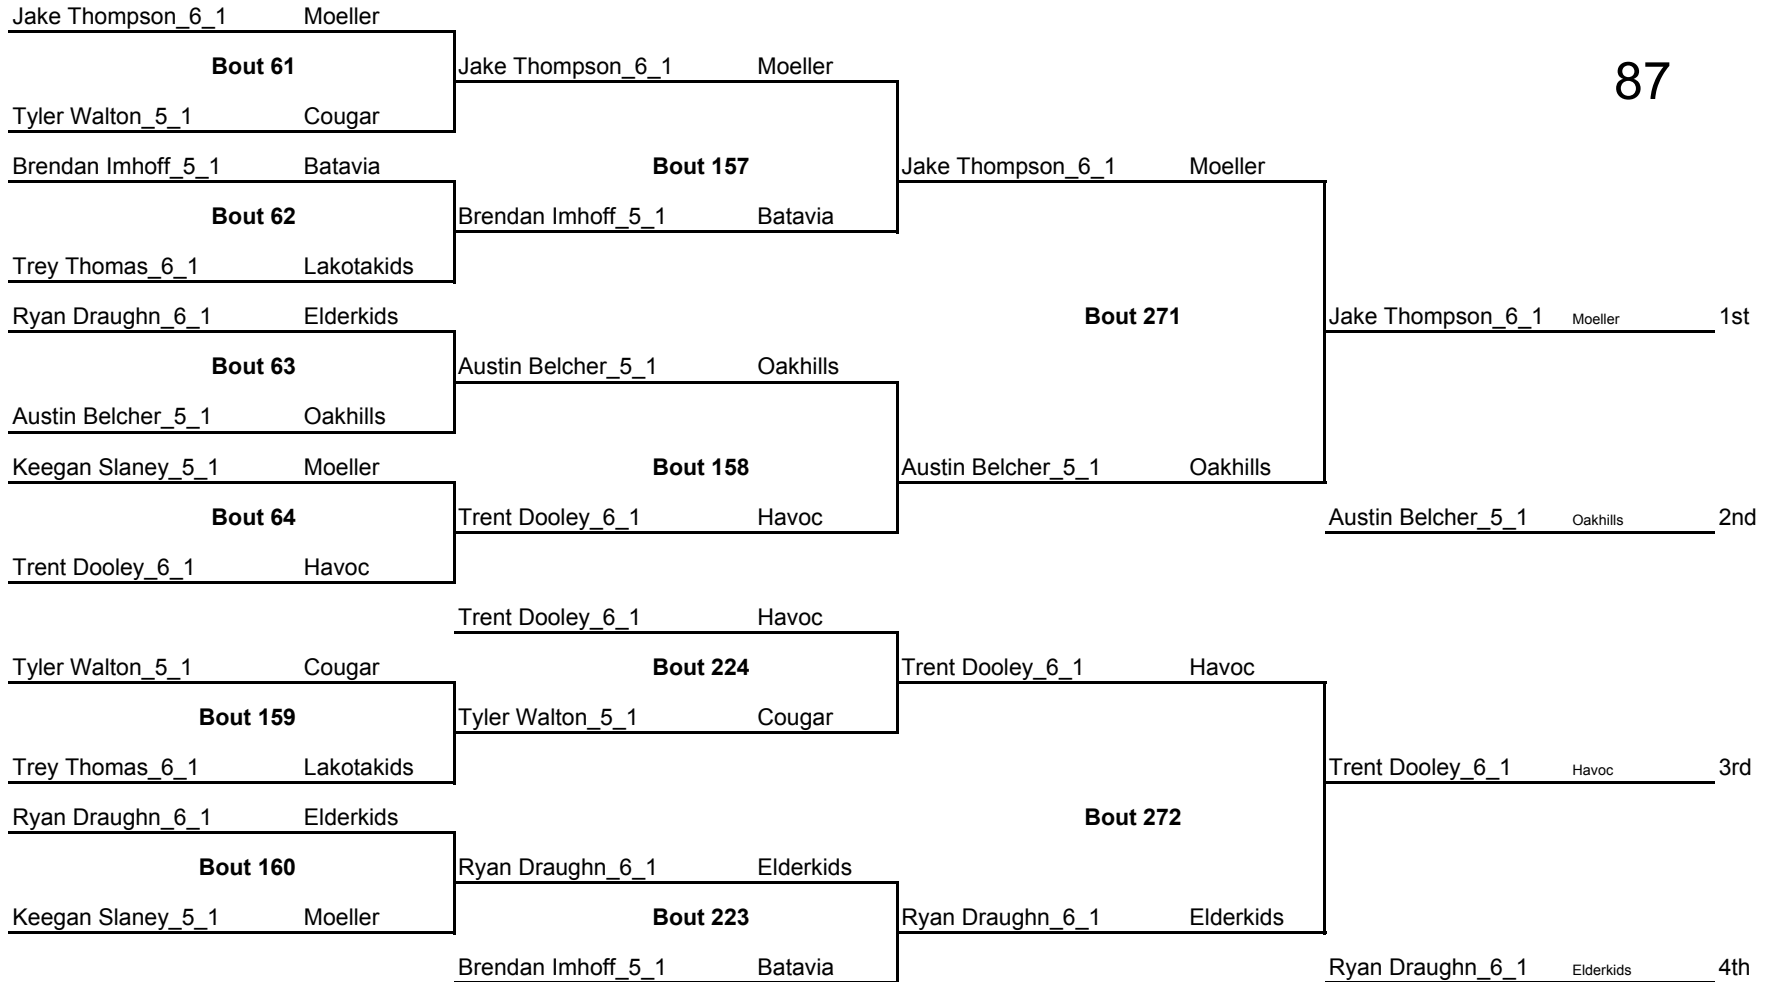 Jake Thompson_6_1 Moeller
Bout 61 Jake Thompson_6_1 Moeller 87
Tyler Walton_5_1 Cougar
Brendan Imhoff_5_1 Batavia Bout 157 Jake Thompson_6_1 Moeller
Bout 62 Brendan Imhoff_5_1 Batavia
Trey Thomas_6_1 Lakotakids
Ryan Draughn_6_1 Elderkids Bout 271 Jake Thompson_6_1 Moeller 1st
Bout 63 Austin Belcher_5_1 Oakhills
Austin Belcher_5_1 Oakhills
Keegan Slaney_5_1 Moeller Bout 158 Austin Belcher_5_1 Oakhills
Bout 64 Trent Dooley_6_1 Havoc Austin Belcher_5_1 Oakhills 2nd
Trent Dooley_6_1 Havoc
Trent Dooley_6_1 Havoc
Tyler Walton_5_1 Cougar Bout 224 Trent Dooley_6_1 Havoc
Bout 159 Tyler Walton_5_1 Cougar
Trey Thomas_6_1 Lakotakids Trent Dooley_6_1 Havoc 3rd
Ryan Draughn_6_1 Elderkids Bout 272
Bout 160 Ryan Draughn_6_1 Elderkids
Keegan Slaney_5_1 Moeller Bout 223 Ryan Draughn_6_1 Elderkids
Brendan Imhoff_5_1 Batavia Ryan Draughn_6_1 Elderkids 4th